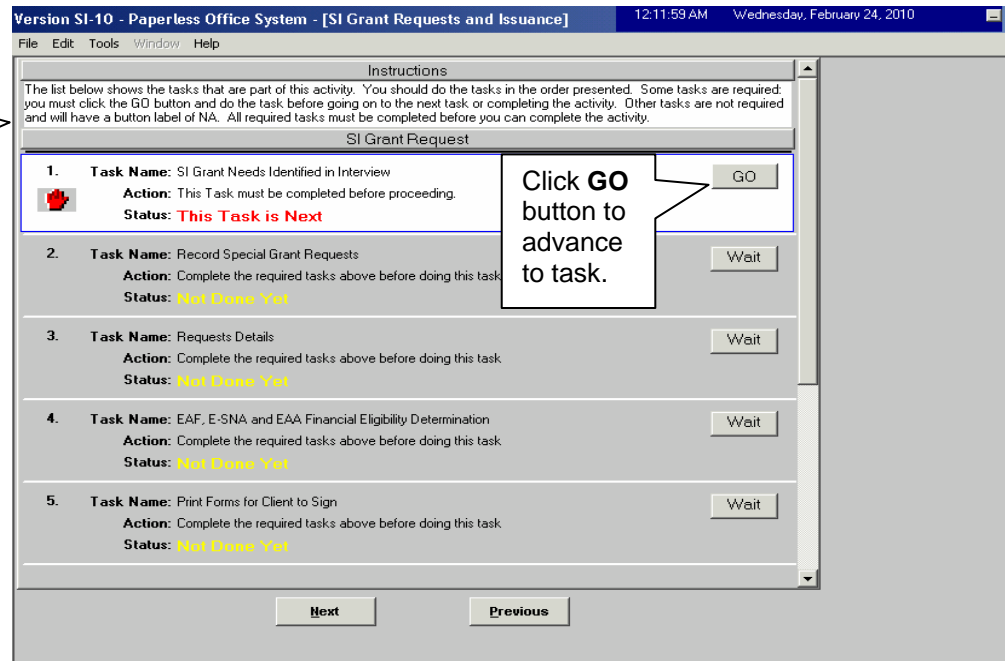 Version SI-10 - Paperless Office System - [SI Grant Requests and Issuance] 12:11:59 AM Wednesday, February 24, 2010
File Edit Tools Window Help
Instructions
The list below shows the tasks that are part of this activity. You should do the tasks in the order presented. Some tasks are required:
you must click the GO button and do the task before going on to the next task or completing the activity. Other tasks are not required
and will have a button label of NA. All required tasks must be completed before you can complete the activity.
SI Grant Request
1. Task Name: SI Grant Needs Identified in Interview
Action: This Task must be completed before proceeding.
Status: This Task is Next
GO
Click GO
button to
advance
to task.
2. Task Name: Record Special Grant Requests
Action: Complete the required tasks above before doing this task
Status: Not Done Yet
Wait
3. Task Name: Requests Details
Action: Complete the required tasks above before doing this task
Status: Not Done Yet
Wait
4. Task Name: EAF, E-SNA and EAA Financial Eligibility Determination
Action: Complete the required tasks above before doing this task
Status: Not Done Yet
Wait
5. Task Name: Print Forms for Client to Sign
Action: Complete the required tasks above before doing this task
Status: Not Done Yet
Wait
Next Previous